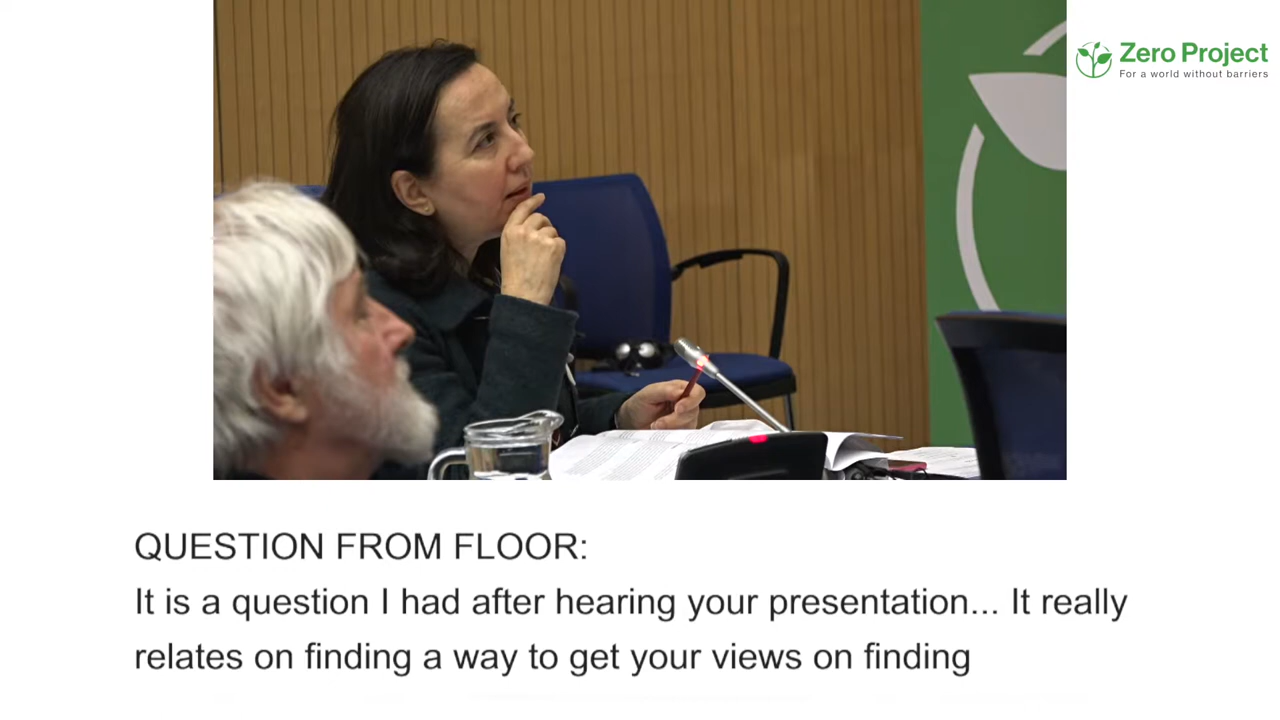 Zero Project
For a world without barriers
QUESTION FROM FLOOR:
It is a question I had after hearing your presentation... It really
relates on finding a way to get your views on finding